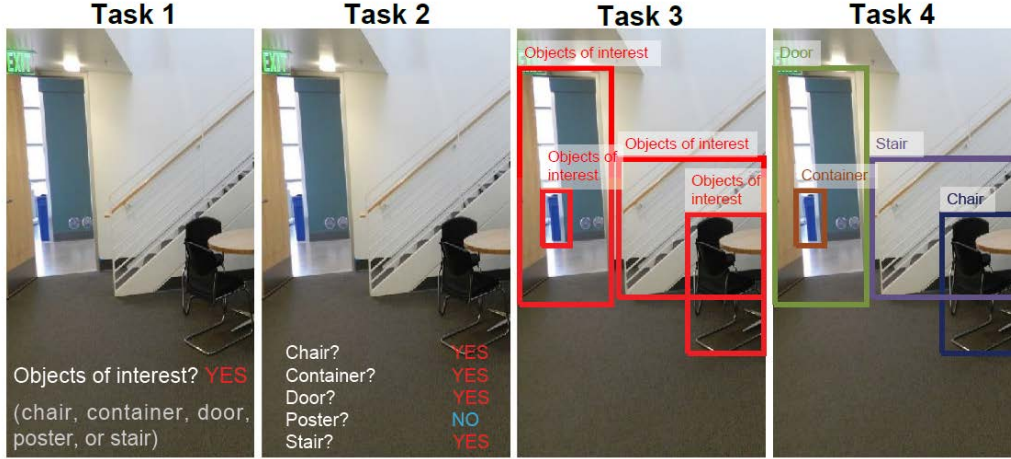 Task 1
Task 2
Task 3
Task 4
EXIT
Objects of interest? YES
(chair, container, door,
poster, or stair)
EXIT
Chair? YES
Container? YES
Door? YES
Poster? NO
Stair? YES
Objects of interest
EXIT
Objects of interest
Objects of
interest
Objects of
interest
Door
EXIT
Stair
Container
Chair